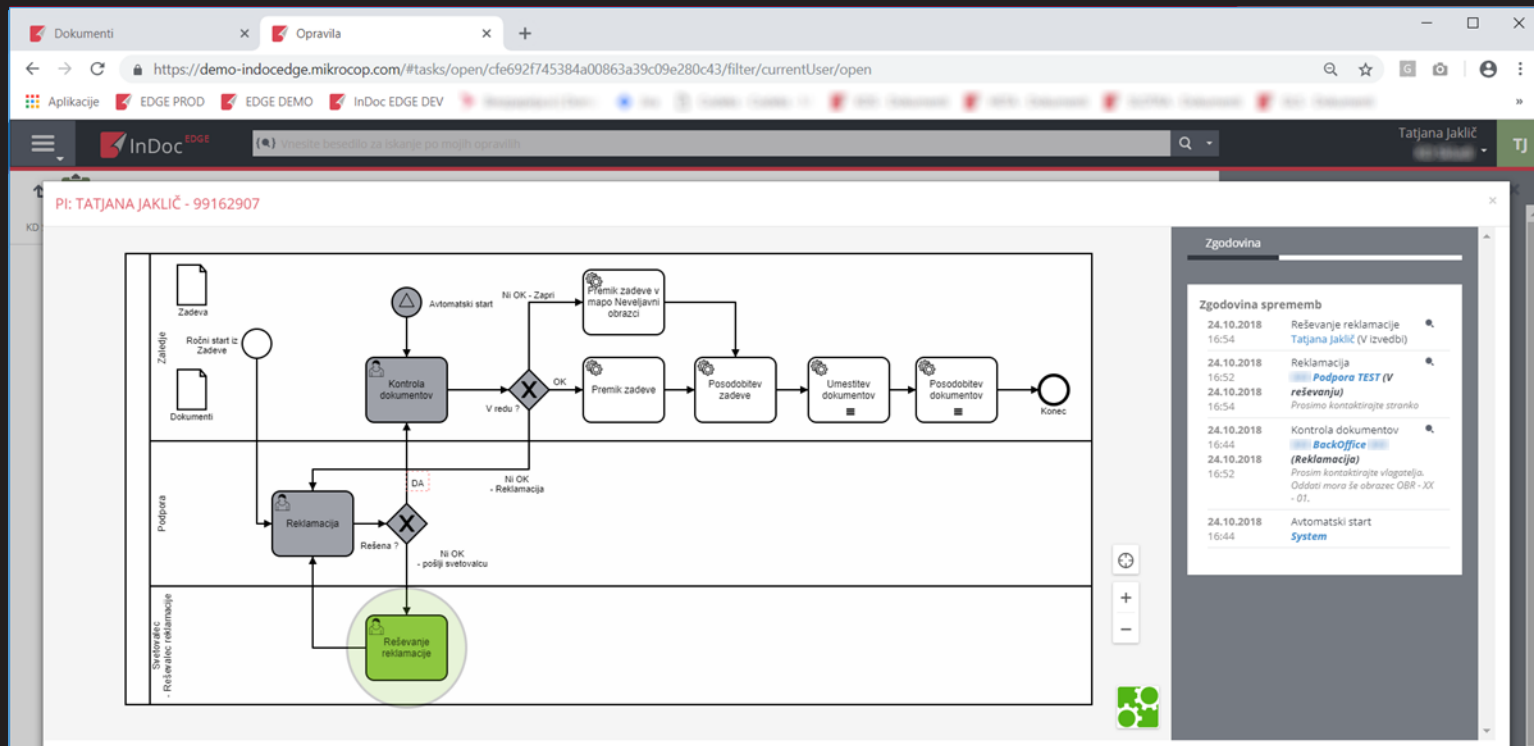 Dokumenti
Opravila
https://demo-indocedge.mikrocop.com/#tasks/open/cfe692f745384a00863a39c09e280c43/filter/currentUser/open
Aplikacije EDGE PROD EDGE DEMO InDoc EDGE DEV
InDoc EDGE
Vnesite besedilo za iskanje po mojih opravilih
Tatjana Jaklič
TJ
KD
PI: TATJANA JAKLIČ - 99162907
Zaledje
Zadeva
Ročni start iz
Zadeve
Dokumenti
Avtomatski start
Ni OK - Zapri
Premik zadeve v
mapo Neveljavni
obrazci
Kontrola
dokumentov
V redu ?
OK
Premik zadeve
Posodobitev
zadeve
Umestitev
dokumentov
Posodobitev
dokumentov
Konec
Podpora
DA
Ni OK
- Reklamacija
Reklamacija
Rešena ?
Ni OK
- pošlji svetovalcu
Svetovalec
- Reševalec reklamacije
Reševanje
reklamacije
Zgodovina
Zgodovina sprememb
24.10.2018 Reševanje reklamacije
16:54 Tatjana Jaklič (V izvedbi)
24.10.2018 Reklamacija
16:52 Podpora TEST (V
24.10.2018 reševanju)
16:54 Prosimo kontaktirajte stranko
24.10.2018 Kontrola dokumentov
16:44 BackOffice
24.10.2018 (Reklamacija)
16:52 Prosim kontaktirajte vlagatelja.
Oddati mora še obrazec OBR - XX
- 01.
24.10.2018 Avtomatski start
16:44 System